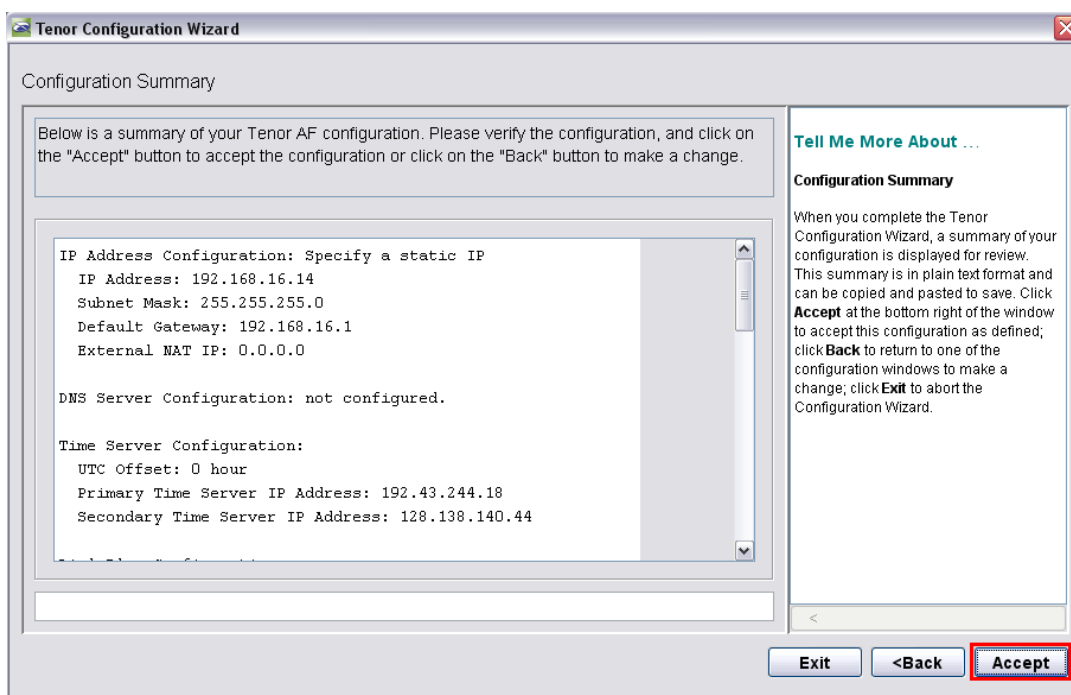 Tenor Configuration Wizard
Configuration Summary
Below is a summary of your Tenor AF configuration. Please verify the configuration, and click on
the "Accept" button to accept the configuration or click on the "Back" button to make a change.
IP Address Configuration: Specify a static IP
IP Address: 192.168.16.14
Subnet Mask: 255.255.255.0
Default Gateway: 192.168.16.1
External NAT IP: 0.0.0.0
DNS Server Configuration: not configured.
Time Server Configuration:
UTC Offset: 0 hour
Primary Time Server IP Address: 192.43.244.18
Secondary Time Server IP Address: 128.138.140.44
Tell Me More About ...
Configuration Summary
When you complete the Tenor
Configuration Wizard, a summary of your
configuration is displayed for review.
This summary is in plain text format and
can be copied and pasted to save. Click
Accept at the bottom right of the window
to accept this configuration as defined;
click Back to return to one of the
configuration windows to make a
change; click Exit to abort the
Configuration Wizard.
Exit
<Back
Accept